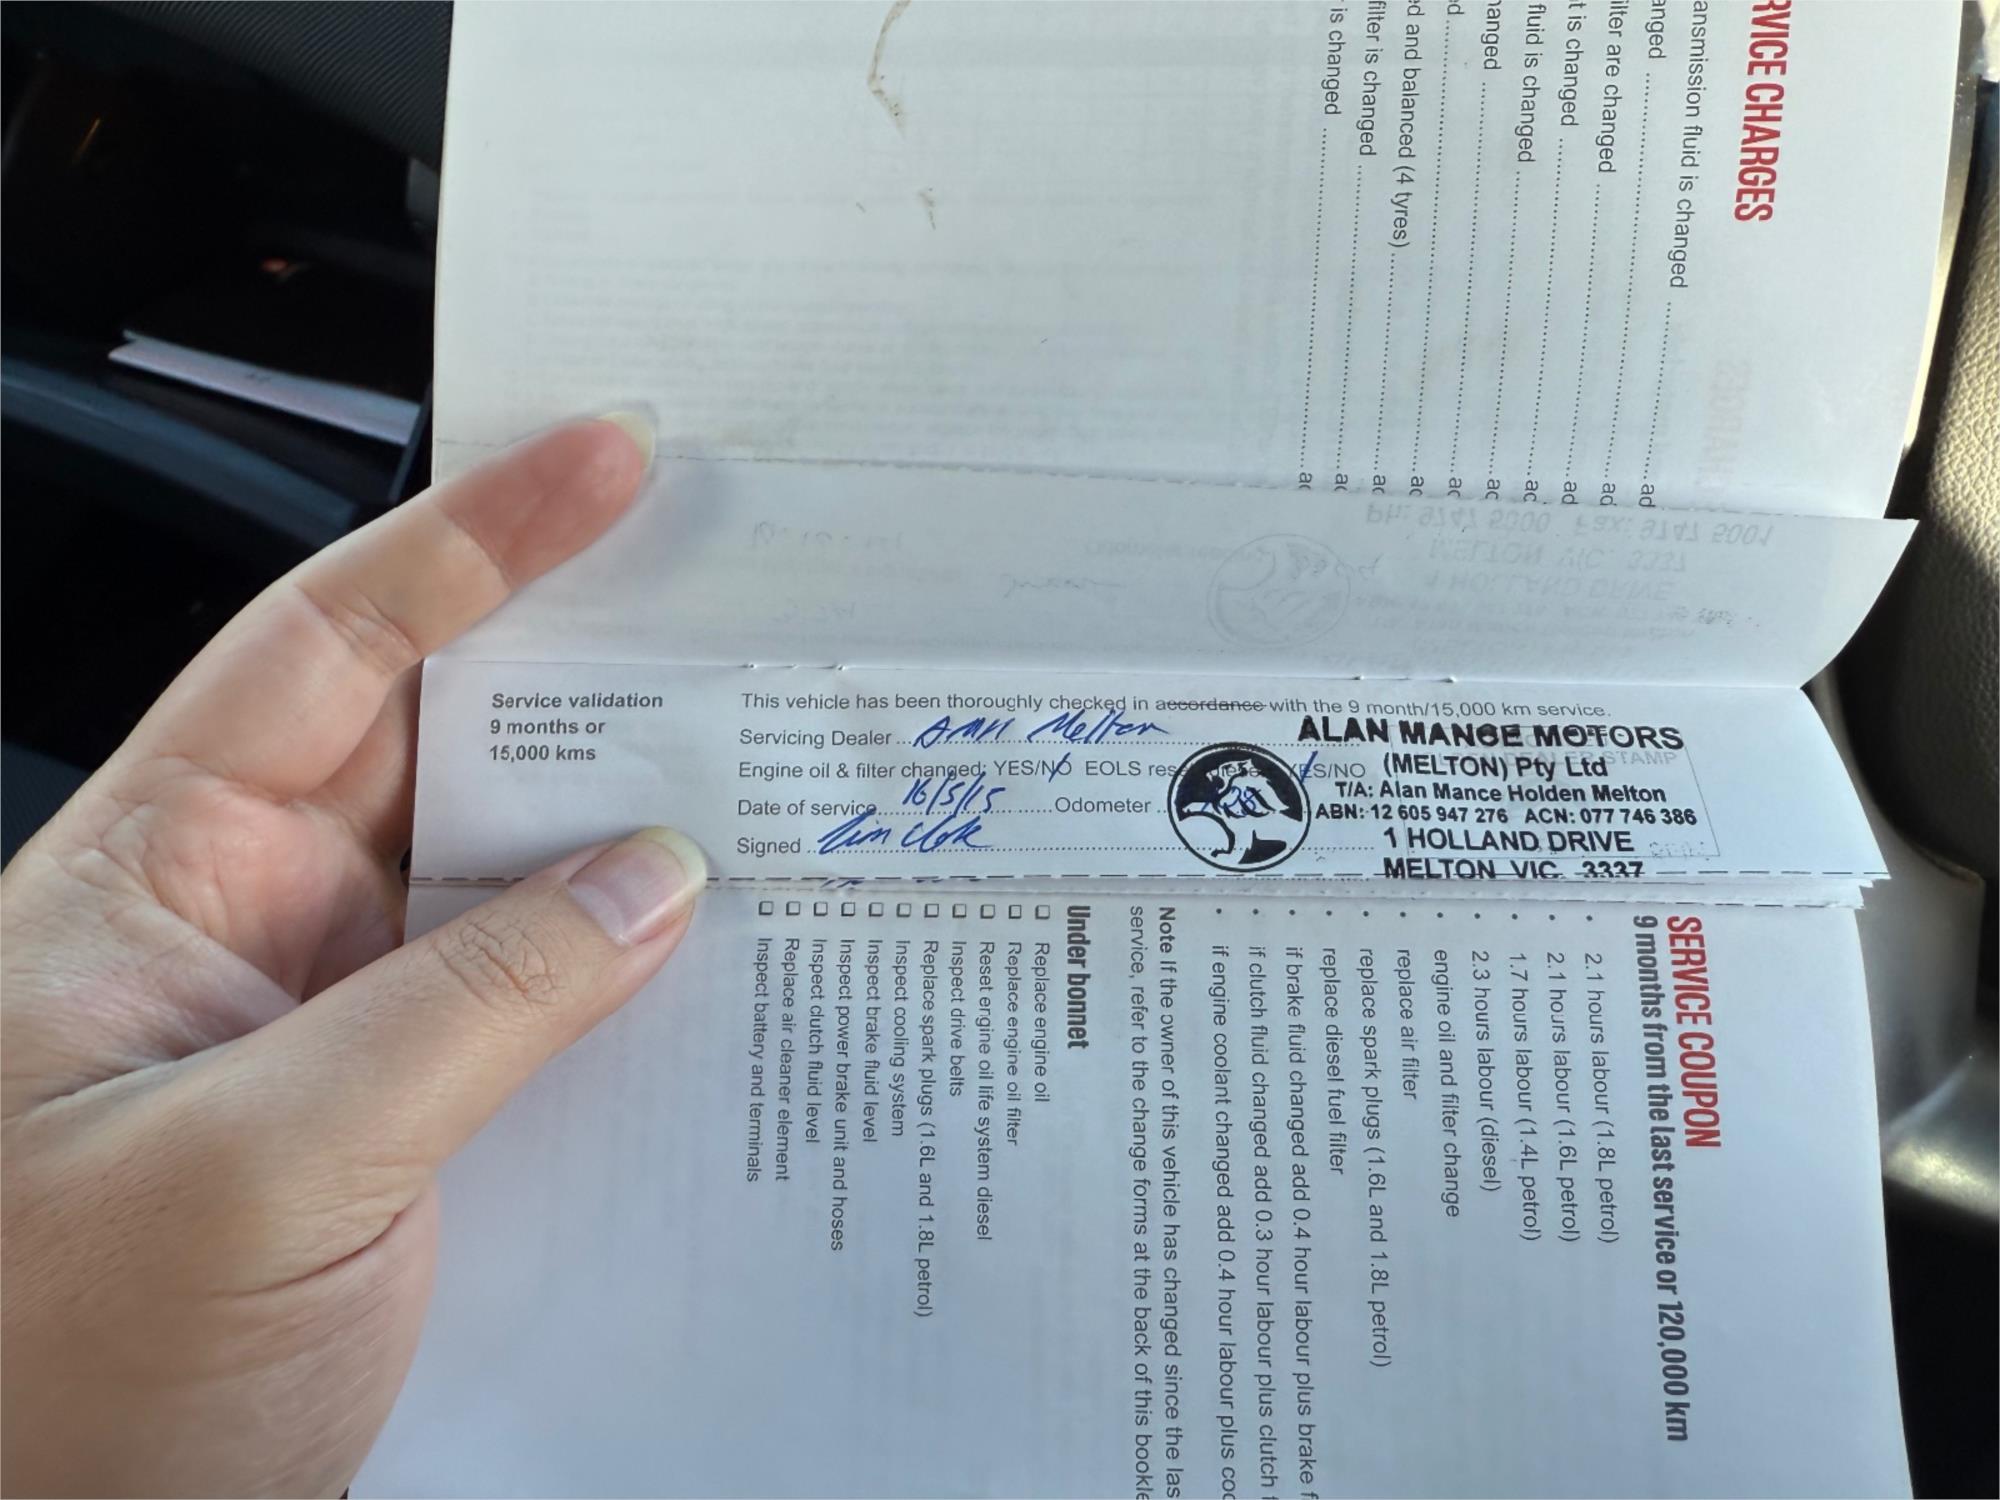 RVICE CHARGES
ansmission fluid is changed ........ ad
anged ........ ad
ilter are changed ........ ad
t is changed ........ ad
fluid is changed ........ ac
hanged ........ ac
d ........ ac
ed and balanced (4 tyres) ........ ac
filter is changed ........ ac
is changed ........ ac
Service validation
9 months or
15,000 kms
This vehicle has been thoroughly checked in accordance with the 9 month/15,000 km service.
Servicing Dealer ... Melton
Engine oil & filter changed: YES/NO EOLS YES/NO
Date of service 16/5/15 Odometer
Signed
ALAN MANCE MOTORS
(MELTON) Pty Ltd
T/A: Alan Mance Holden Melton
ABN: 12 605 947 276 ACN: 077 746 386
1 HOLLAND DRIVE
MELTON VIC. 3337
SERVICE COUPON
9 months from the last service or 120,000 km
• 2.1 hours labour (1.8L petrol)
• 2.1 hours labour (1.6L petrol)
• 1.7 hours labour (1.4L petrol)
• 2.3 hours labour (diesel)
• engine oil and filter change
• replace air filter
• replace spark plugs (1.6L and 1.8L petrol)
• replace diesel fuel filter
• if brake fluid changed add 0.4 hour labour plus brake f
• if clutch fluid changed add 0.3 hour labour plus clutch
• if engine coolant changed add 0.4 hour labour plus coo
Note If the owner of this vehicle has changed since the las
service, refer to the change forms at the back of this bookle
Under bonnet
❑ Replace engine oil
❑ Replace engine oil filter
❑ Reset engine oil life system diesel
❑ Inspect drive belts
❑ Replace spark plugs (1.6L and 1.8L petrol)
❑ Inspect cooling system
❑ Inspect brake fluid level
❑ Inspect power brake unit and hoses
❑ Inspect clutch fluid level
❑ Replace air cleaner element
❑ Inspect battery and terminals